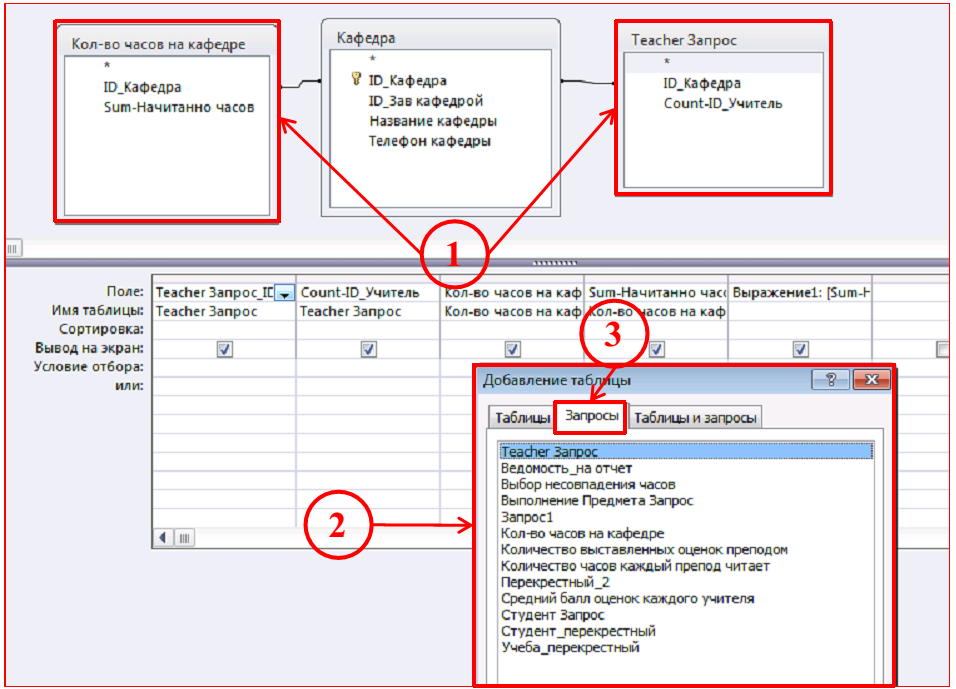 Кол-во часов на кафедре
*
ID_Кафедра
Sum-Начитанно часов
Кафедра
*
ID_Кафедра
ID_Зав кафедрой
Название кафедры
Телефон кафедры
Teacher Запрос
*
ID_Кафедра
Count-ID_Учитель
1
Поле: Teacher Запрос_ID Count-ID_Учитель Кол-во часов на каф Sum-Начитанно часо Выражение1: [Sum-Н
Имя таблицы: Teacher Запрос Teacher Запрос Кол-во часов на каф Кол-во часов на каф
Сортировка:
Вывод на экран:
Условие отбора:
или:
3
Добавление таблицы
Таблицы Запросы Таблицы и запросы
Teacher Запрос
Ведомость_на отчет
Выбор несовпадения часов
Выполнение Предмета Запрос
Запрос1
Кол-во часов на кафедре
Количество выставленных оценок преподом
Количество часов каждый препод читает
Перекрестный_2
Средний балл оценок каждого учителя
Студент Запрос
Студент_перекрестный
Учеба_перекрестный
2